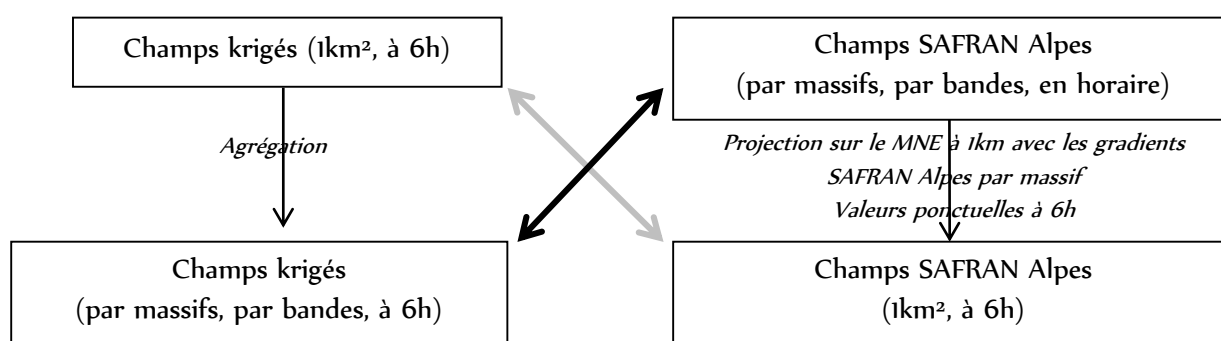 Champs krigés (1km², à 6h)
Champs SAFRAN Alpes
(par massifs, par bandes, en horaire)
Agrégation
Projection sur le MNE à 1km avec les gradients
SAFRAN Alpes par massif
Valeurs ponctuelles à 6h
Champs krigés
(par massifs, par bandes, à 6h)
Champs SAFRAN Alpes
(1km², à 6h)